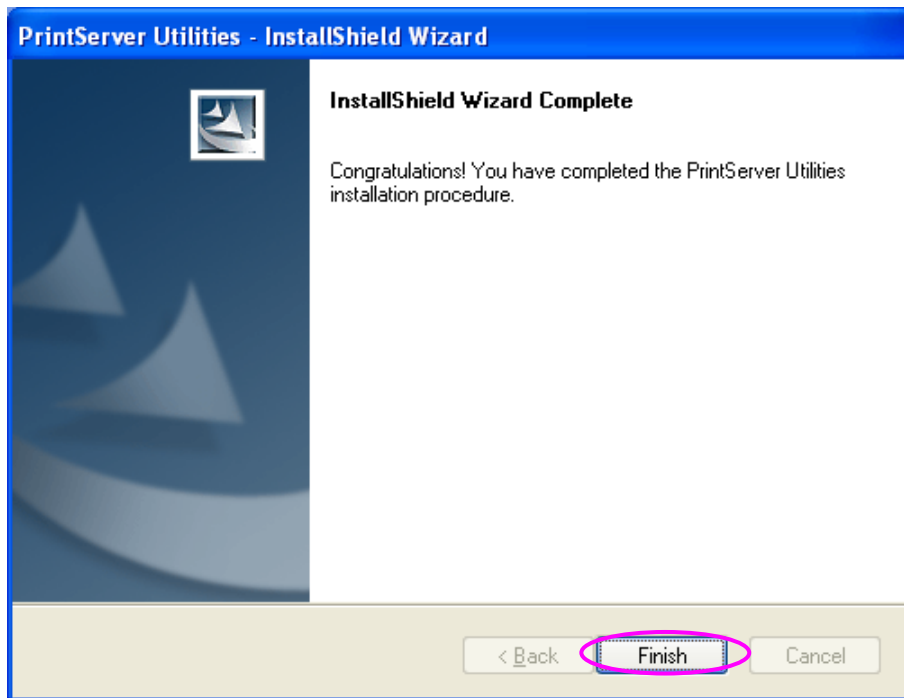 PrintServer Utilities - InstallShield Wizard
InstallShield Wizard Complete
Congratulations! You have completed the PrintServer Utilities
installation procedure.
< Back
Finish
Cancel